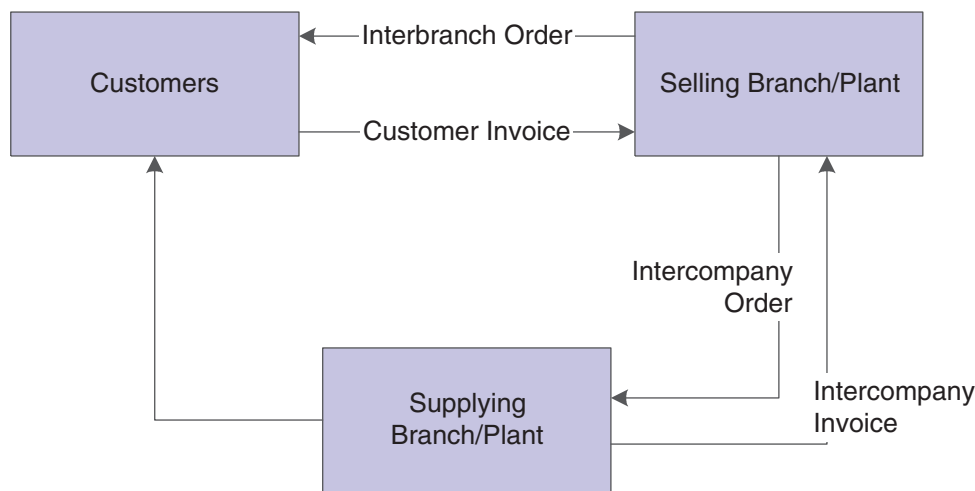 Customers
Interbranch Order
Selling Branch/Plant
Customer Invoice
Intercompany
Order
Supplying
Branch/Plant
Intercompany
Invoice